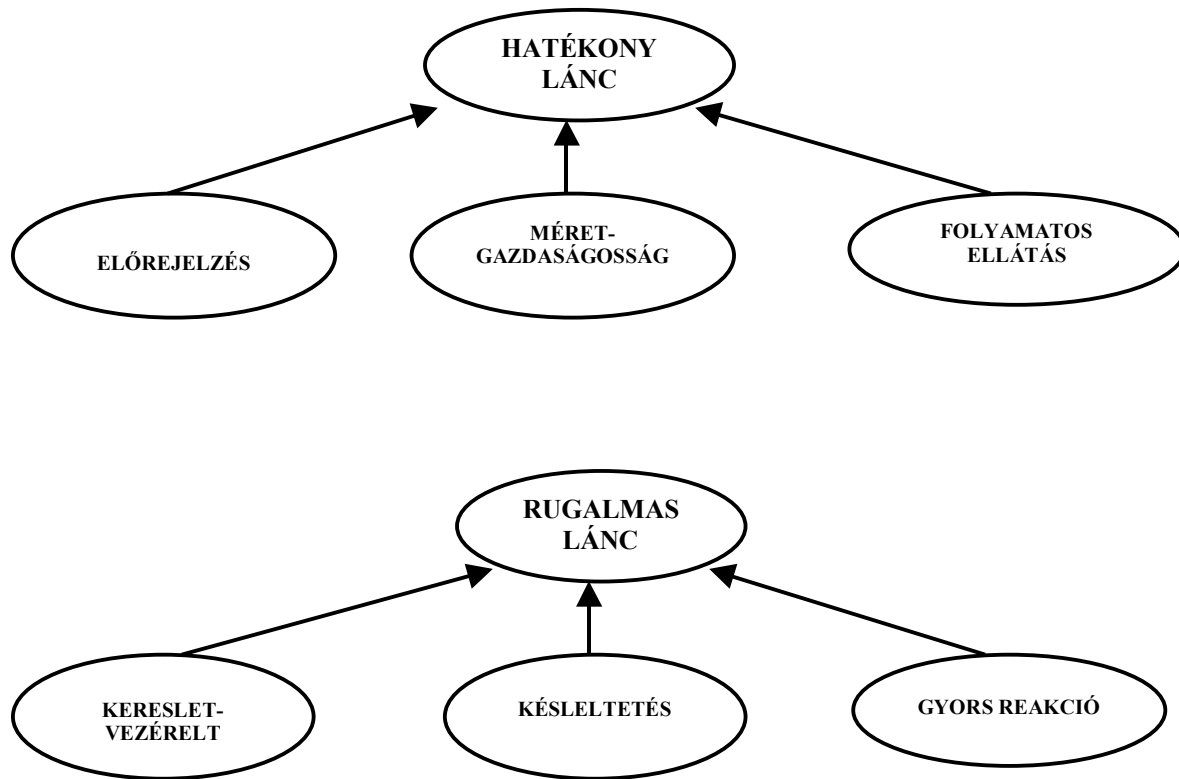 HATÉKONY
LÁNC
ELŐREJELZÉS
MÉRET-
GAZDASÁGOSSÁG
FOLYAMATOS
ELLÁTÁS
RUGALMAS
LÁNC
KERESLET-
VEZÉRELT
KÉSLELTETÉS
GYORS REAKCIÓ